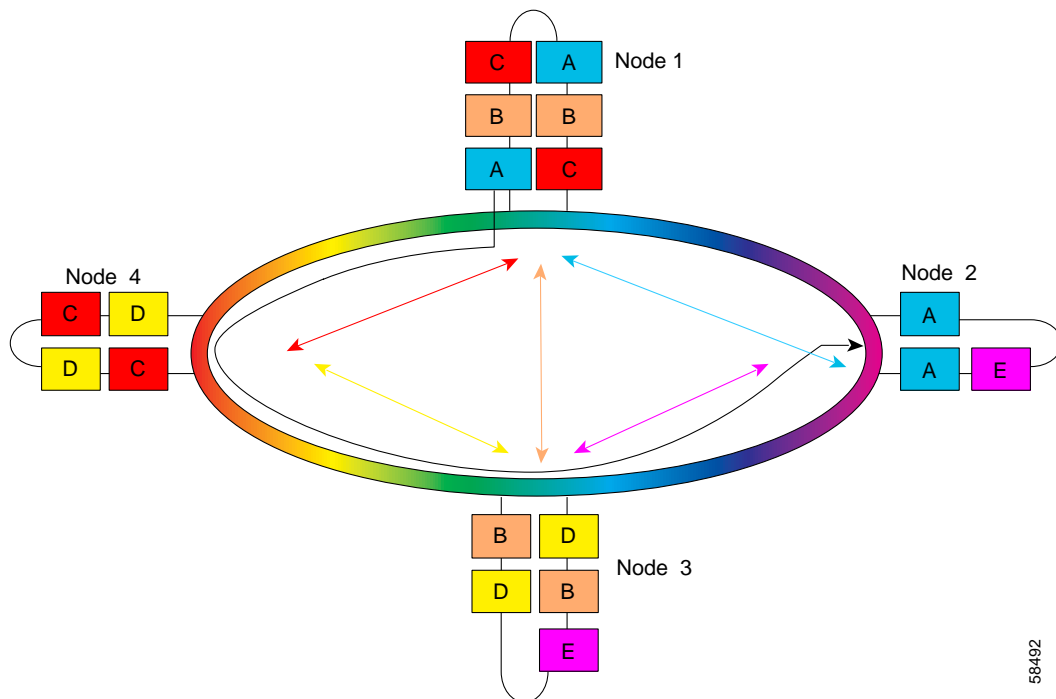 C A Node 1
B B
A C
Node 4
C D
D C
Node 2
A
A E
B D
D B
Node 3
E
58492